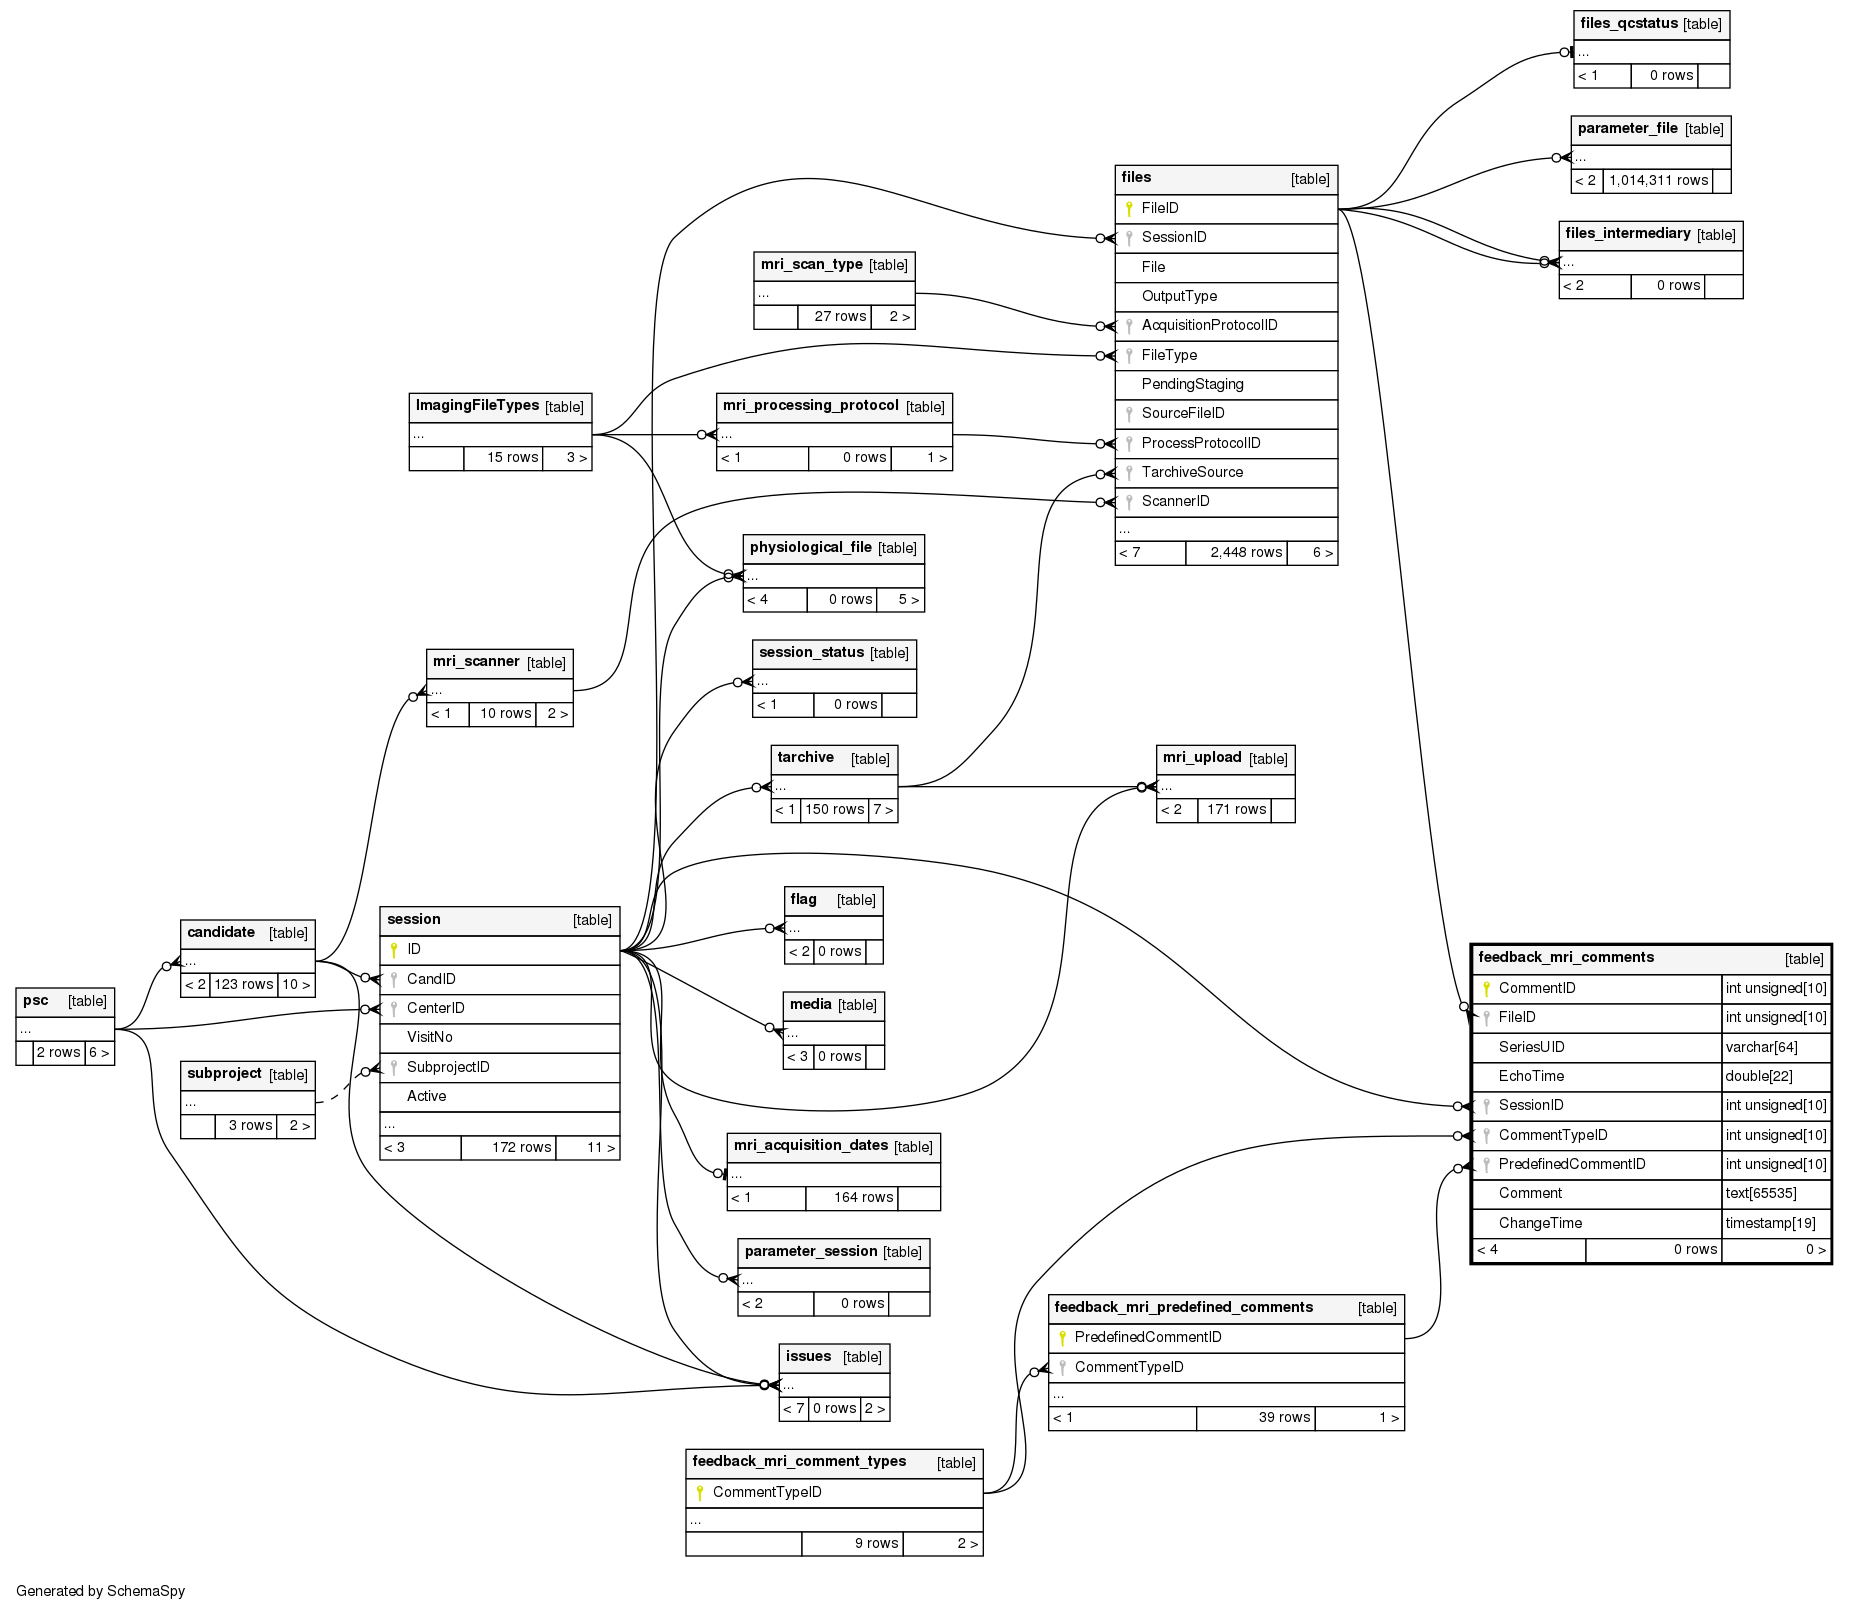 files_qcstatus [table]
...
< 1 0 rows
parameter_file [table]
...
< 2 1,014,311 rows
files_intermediary [table]
...
< 2 0 rows
files [table]
FileID
SessionID
File
OutputType
AcquisitionProtocolID
FileType
PendingStaging
SourceFileID
ProcessProtocolID
TarchiveSource
ScannerID
...
< 7 2,448 rows 6 >
mri_scan_type [table]
...
27 rows 2 >
ImagingFileTypes [table]
...
15 rows 3 >
mri_processing_protocol [table]
...
< 1 0 rows 1 >
physiological_file [table]
...
< 4 0 rows 5 >
mri_scanner [table]
...
< 1 10 rows 2 >
session_status [table]
...
< 1 0 rows
tarchive [table]
...
< 1 150 rows 7 >
mri_upload [table]
...
< 2 171 rows
flag [table]
...
< 2 0 rows
media [table]
...
< 3 0 rows
candidate [table]
...
< 2 123 rows 10 >
psc [table]
...
2 rows 6 >
subproject [table]
...
3 rows 2 >
session [table]
ID
CandID
CenterID
VisitNo
SubprojectID
Active
...
< 3 172 rows 11 >
mri_acquisition_dates [table]
...
< 1 164 rows
parameter_session [table]
...
< 2 0 rows
issues [table]
...
< 7 0 rows 2 >
feedback_mri_comments [table]
CommentID int unsigned[10]
FileID int unsigned[10]
SeriesUID varchar[64]
EchoTime double[22]
SessionID int unsigned[10]
CommentTypeID int unsigned[10]
PredefinedCommentID int unsigned[10]
Comment text[65535]
ChangeTime timestamp[19]
< 4 0 rows 0 >
feedback_mri_predefined_comments [table]
PredefinedCommentID
CommentTypeID
...
< 1 39 rows 1 >
feedback_mri_comment_types [table]
CommentTypeID
...
9 rows 2 >
Generated by SchemaSpy